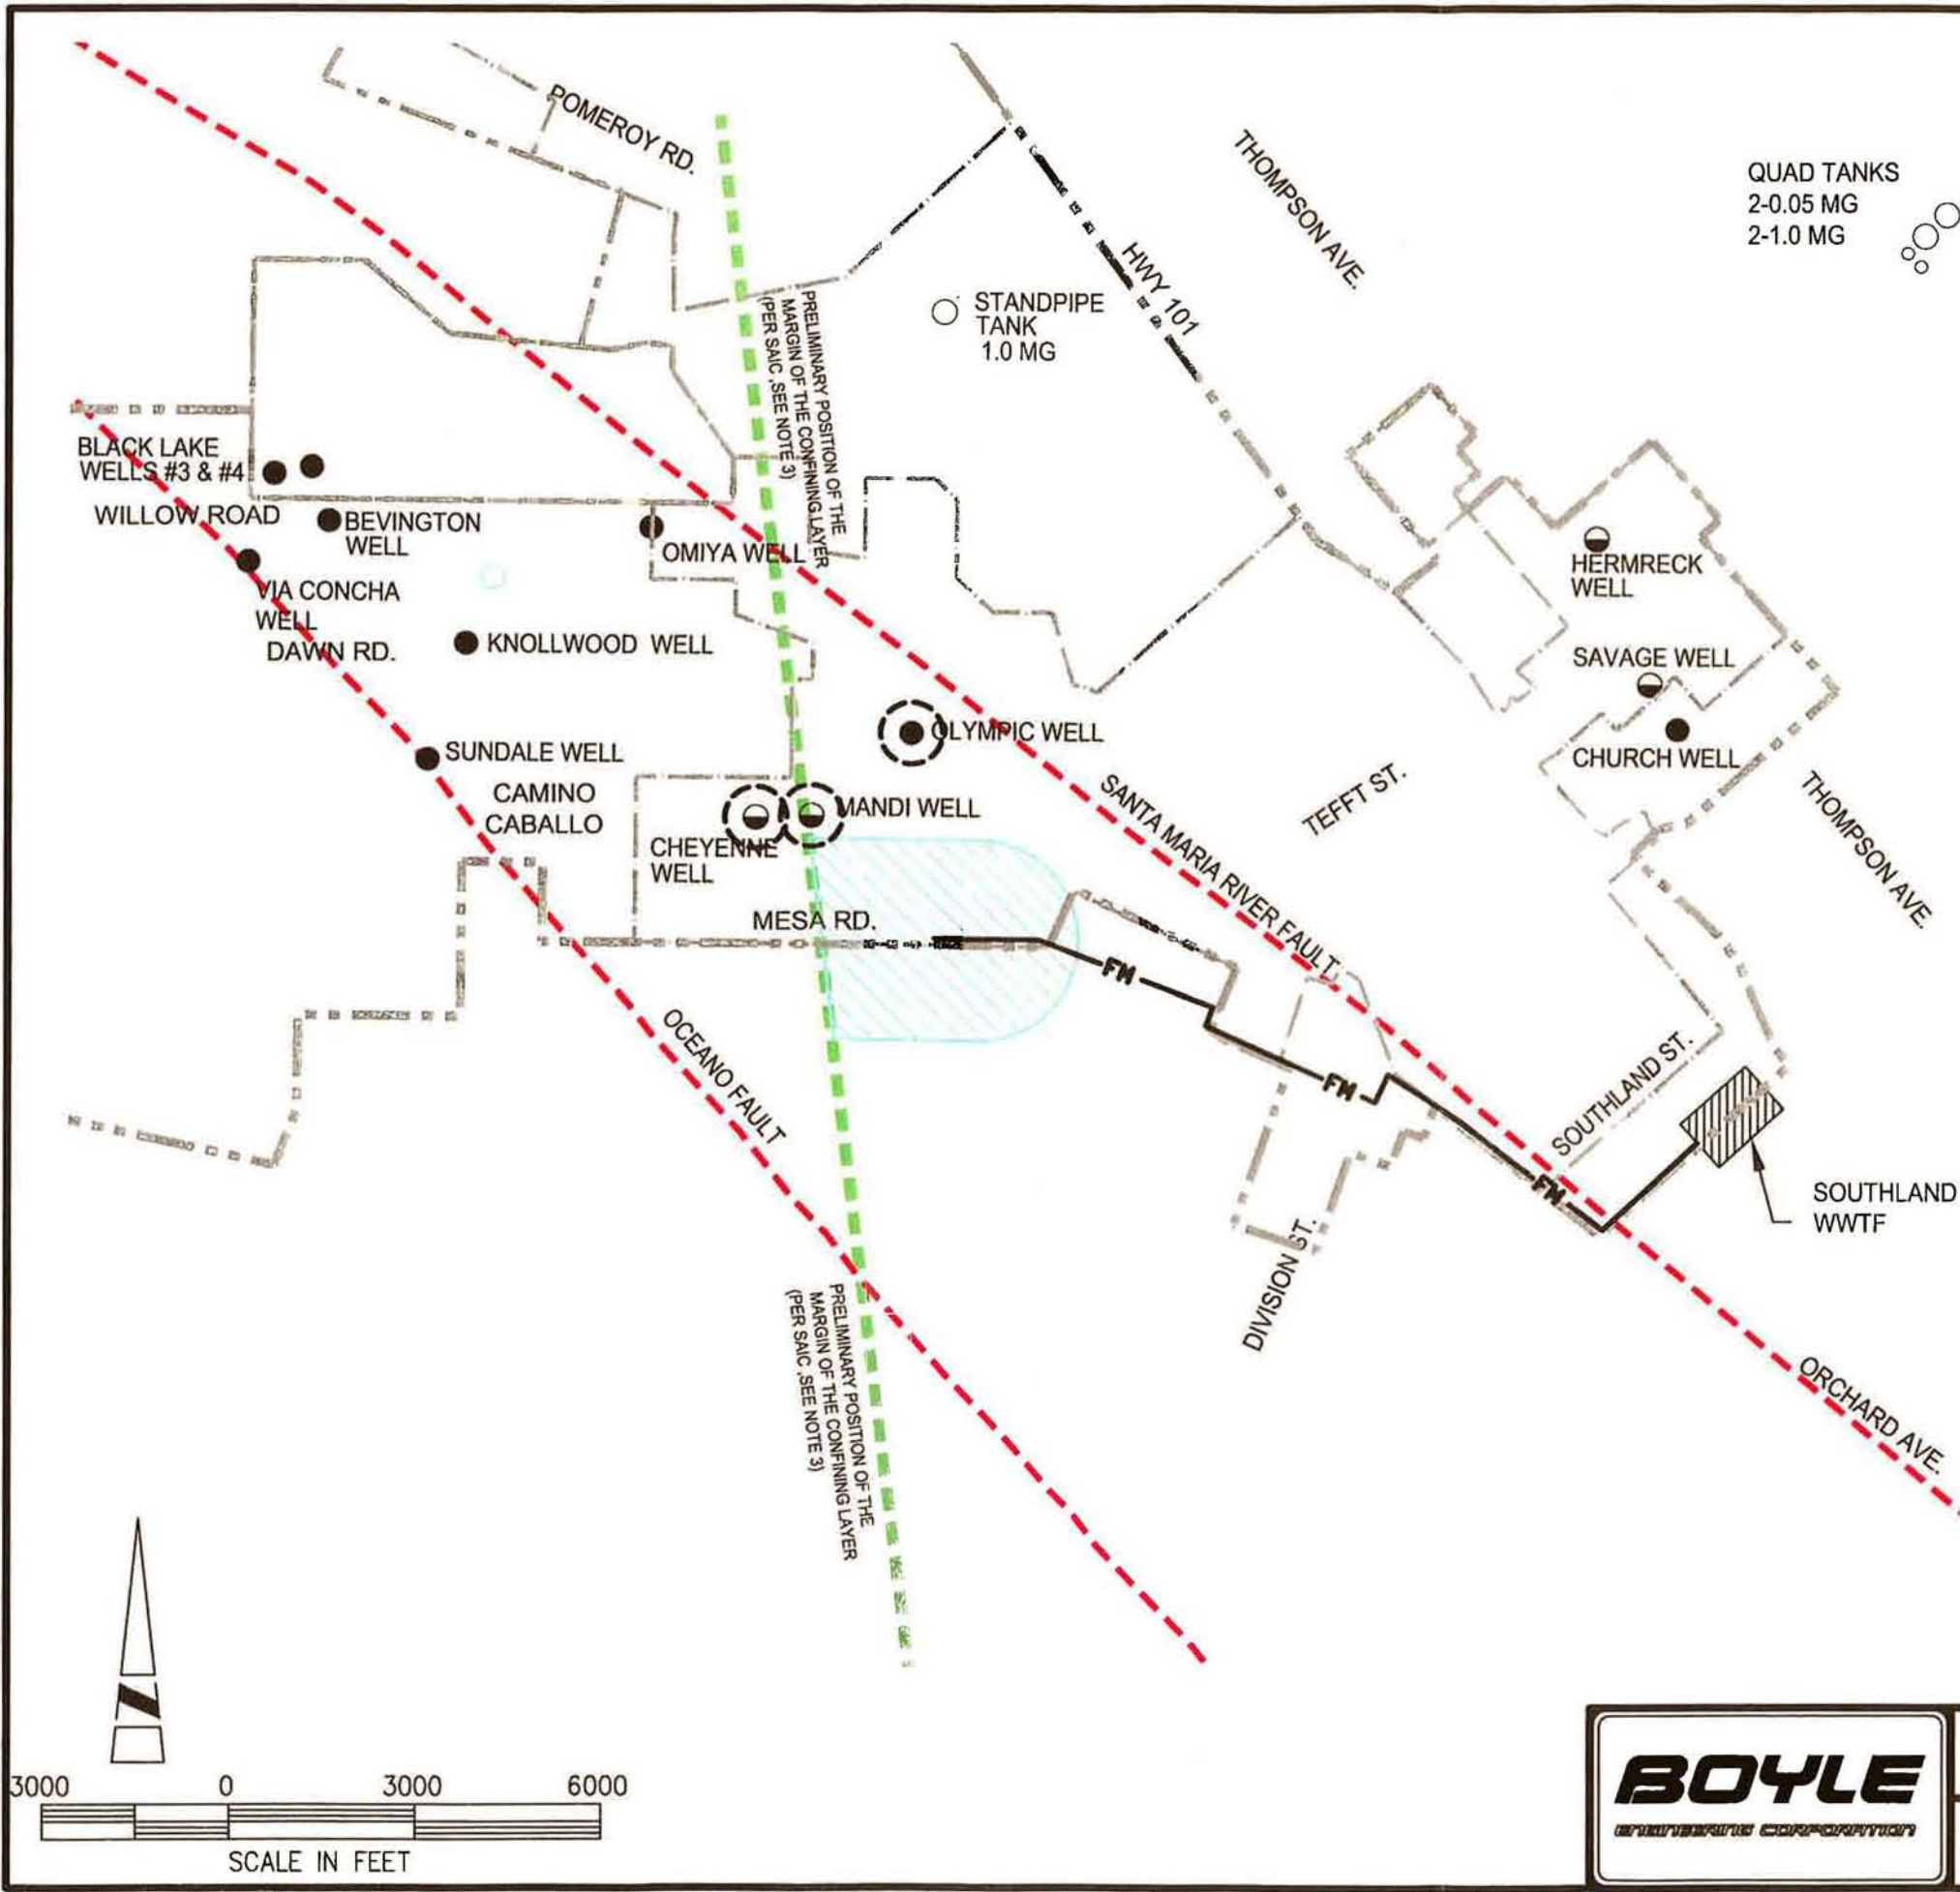 POMEROY RD.
THOMPSON AVE.
QUAD TANKS
2-0.05 MG
2-1.0 MG
HWY 101
STANDPIPE
TANK
1.0 MG
PRELIMINARY POSITION OF THE
MARGIN OF THE CONFINING LAYER
(PER SAIC ,SEE NOTE 3)
BLACK LAKE
WELLS #3 & #4
WILLOW ROAD
BEVINGTON
WELL
OMIYA WELL
VIA CONCHA
WELL
DAWN RD.
KNOLLWOOD WELL
HERMRECK
WELL
SAVAGE WELL
CHURCH WELL
OLYMPIC WELL
SUNDALE WELL
CAMINO
CABALLO
MANDI WELL
CHEYENNE
WELL
SANTA MARIA RIVER FAULT
TEFFT ST.
THOMPSON AVE.
MESA RD.
FM
OCEANO FAULT
FM
SOUTHLAND ST.
FM
SOUTHLAND
WWTF
DIVISION ST.
PRELIMINARY POSITION OF THE
MARGIN OF THE CONFINING LAYER
(PER SAIC ,SEE NOTE 3)
ORCHARD AVE.
3000 0 3000 6000
SCALE IN FEET
BOYLE
ENGINEERING CORPORATION